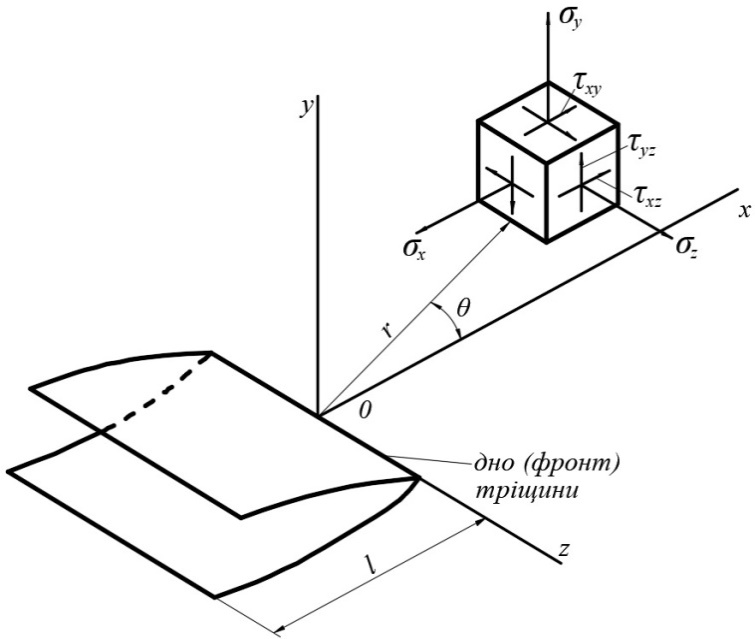 σy
τxy
y
τyz
τxz
x
σx
σz
θ
r
0
дно (фронт)
тріщини
z
l